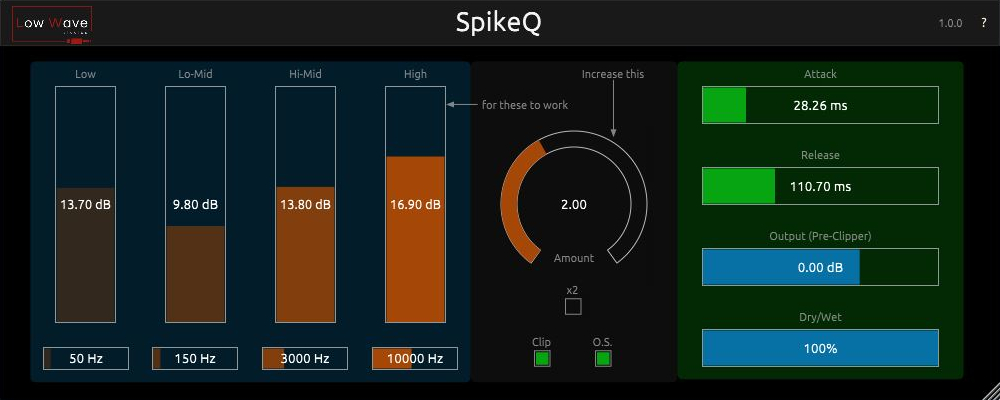 Low Wave
SpikeQ
1.0.0
?
Low
Lo-Mid
Hi-Mid
High
13.70 dB
9.80 dB
13.80 dB
16.90 dB
50 Hz
150 Hz
3000 Hz
10000 Hz
Increase this
for these to work
2.00
Amount
x2
Clip
O.S.
Attack
28.26 ms
Release
110.70 ms
Output (Pre-Clipper)
0.00 dB
Dry/Wet
100%